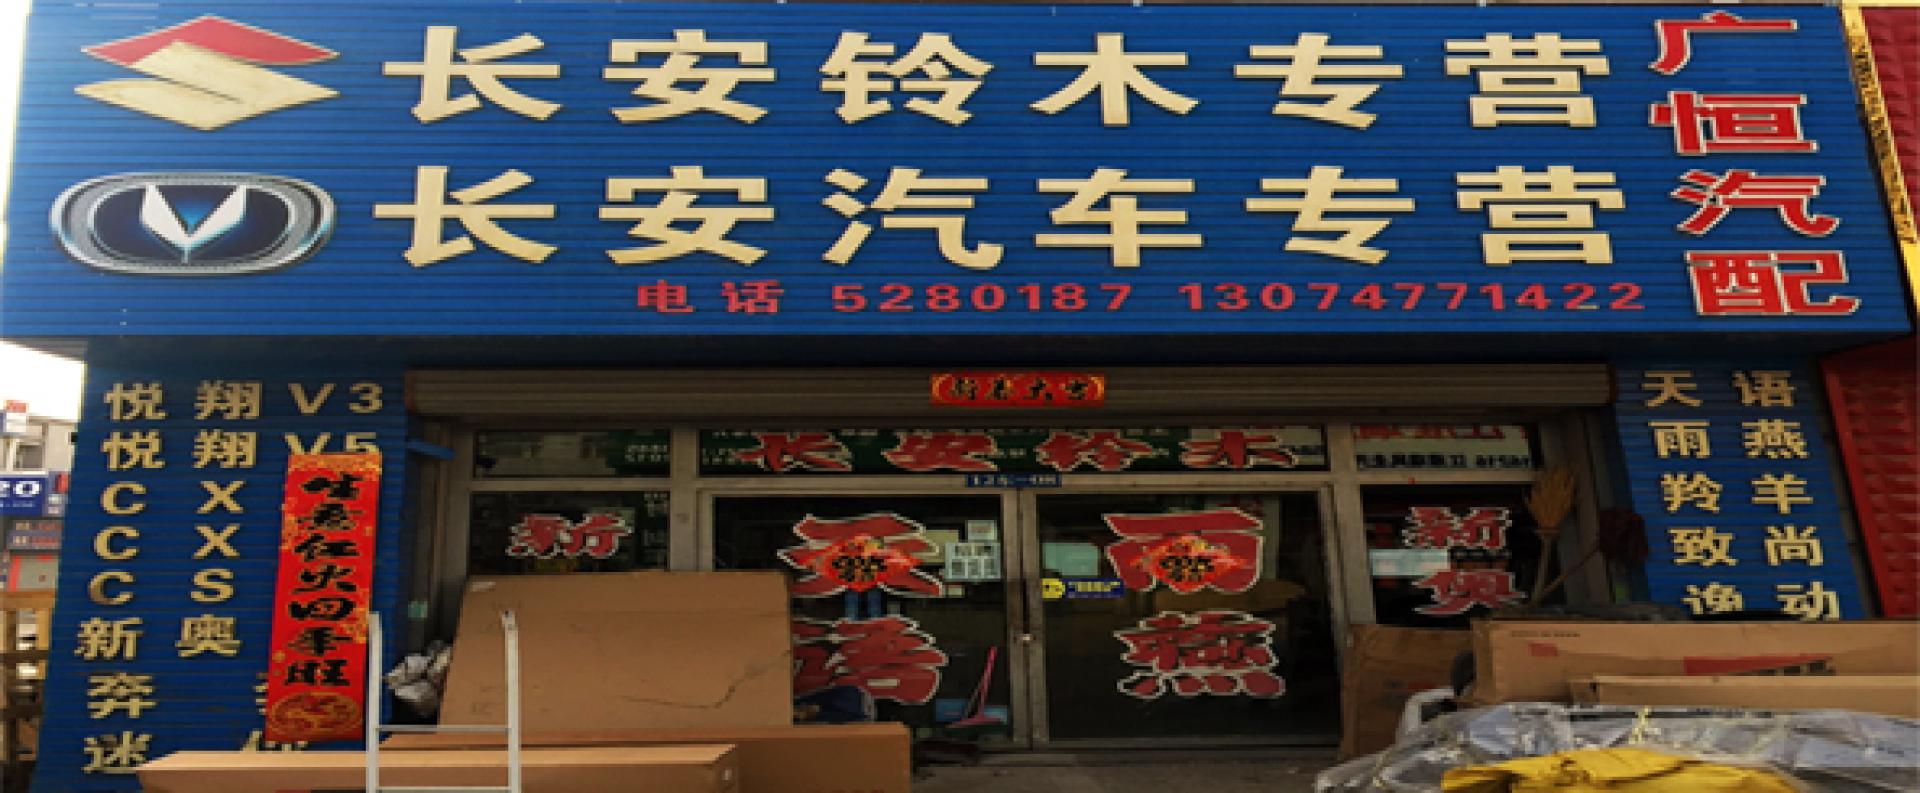 长安铃木专营
长安汽车专营
广恒汽配
电话 5280187 13074771422
悦翔V3
悦翔V5
CX
CX
CS
新奥
奔
迷
生意红火四季旺
长安铃木
新
天语
雨燕
新奥
天语
雨燕
羚羊
致尚
逸动